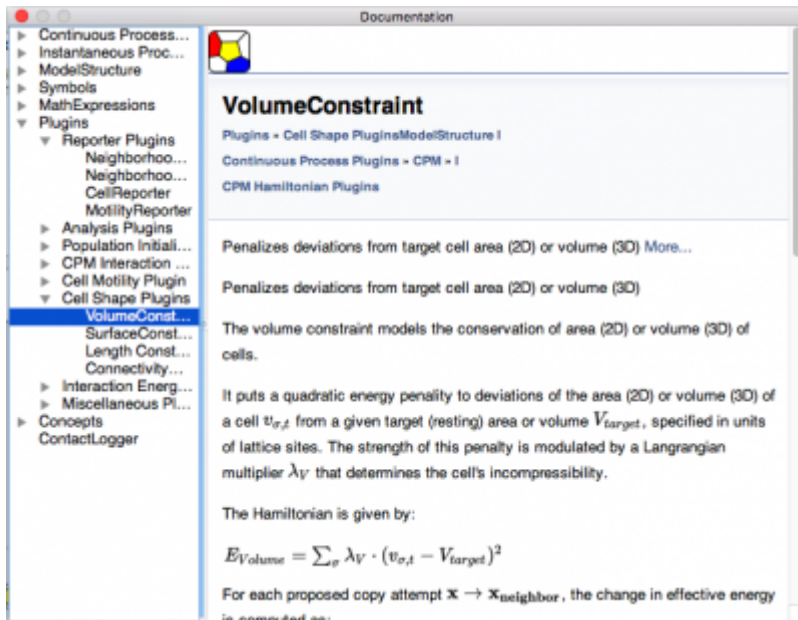 Documentation
Continuous Process...
Instantaneous Proc...
ModelStructure
Symbols
MathExpressions
Plugins
Reporter Plugins
Neighborhoo...
Neighborhoo...
CellReporter
MotilityReporter
Analysis Plugins
Population Initiali...
CPM Interaction ...
Cell Motility Plugin
Cell Shape Plugins
VolumeConst...
SurfaceConst...
Length Const...
Connectivity...
Interaction Energ...
Miscellaneous Pl...
Concepts
ContactLogger
VolumeConstraint
Plugins » Cell Shape PluginsModelStructure |
Continuous Process Plugins » CPM » |
CPM Hamiltonian Plugins
Penalizes deviations from target cell area (2D) or volume (3D) More...
Penalizes deviations from target cell area (2D) or volume (3D)
The volume constraint models the conservation of area (2D) or volume (3D) of
cells.
It puts a quadratic energy penality to deviations of the area (2D) or volume (3D) of
a cell v_{σ,t} from a given target (resting) area or volume V_{target}, specified in units
of lattice sites. The strength of this penalty is modulated by a Langrangian
multiplier λ_V that determines the cell's incompressibility.
The Hamiltonian is given by:
E_{Volume} = ∑_σ λ_V · (v_{σ,t} − V_{target})²
For each proposed copy attempt x → x_{neighbor}, the change in effective energy
is computed as: